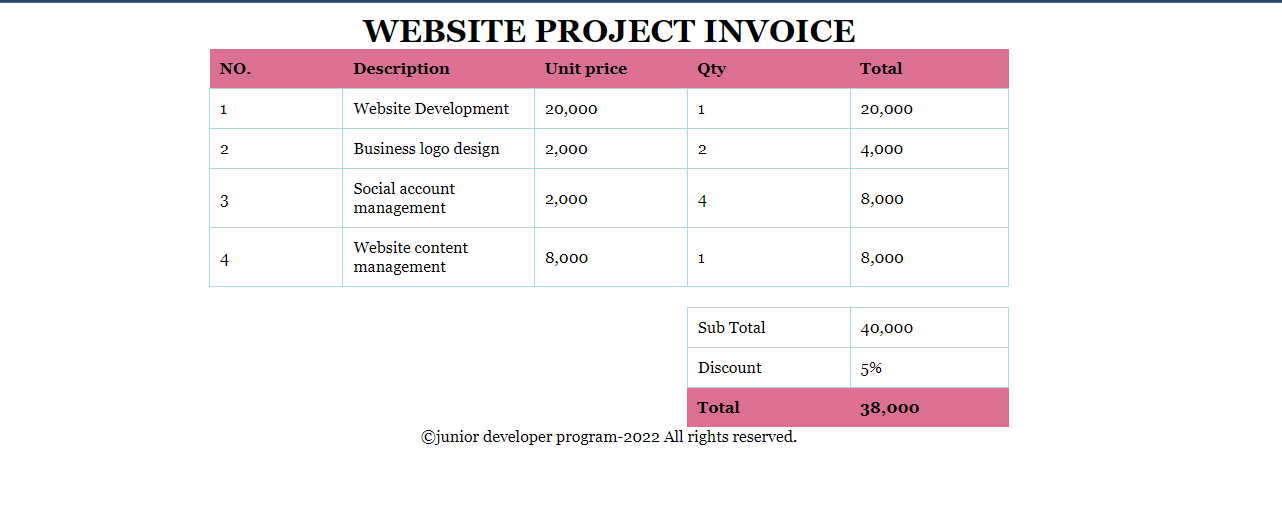 WEBSITE PROJECT INVOICE
NO. Description Unit price Qty Total
1 Website Development 20,000 1 20,000
2 Business logo design 2,000 2 4,000
3 Social account management 2,000 4 8,000
4 Website content management 8,000 1 8,000
Sub Total 40,000
Discount 5%
Total 38,000
©junior developer program-2022 All rights reserved.